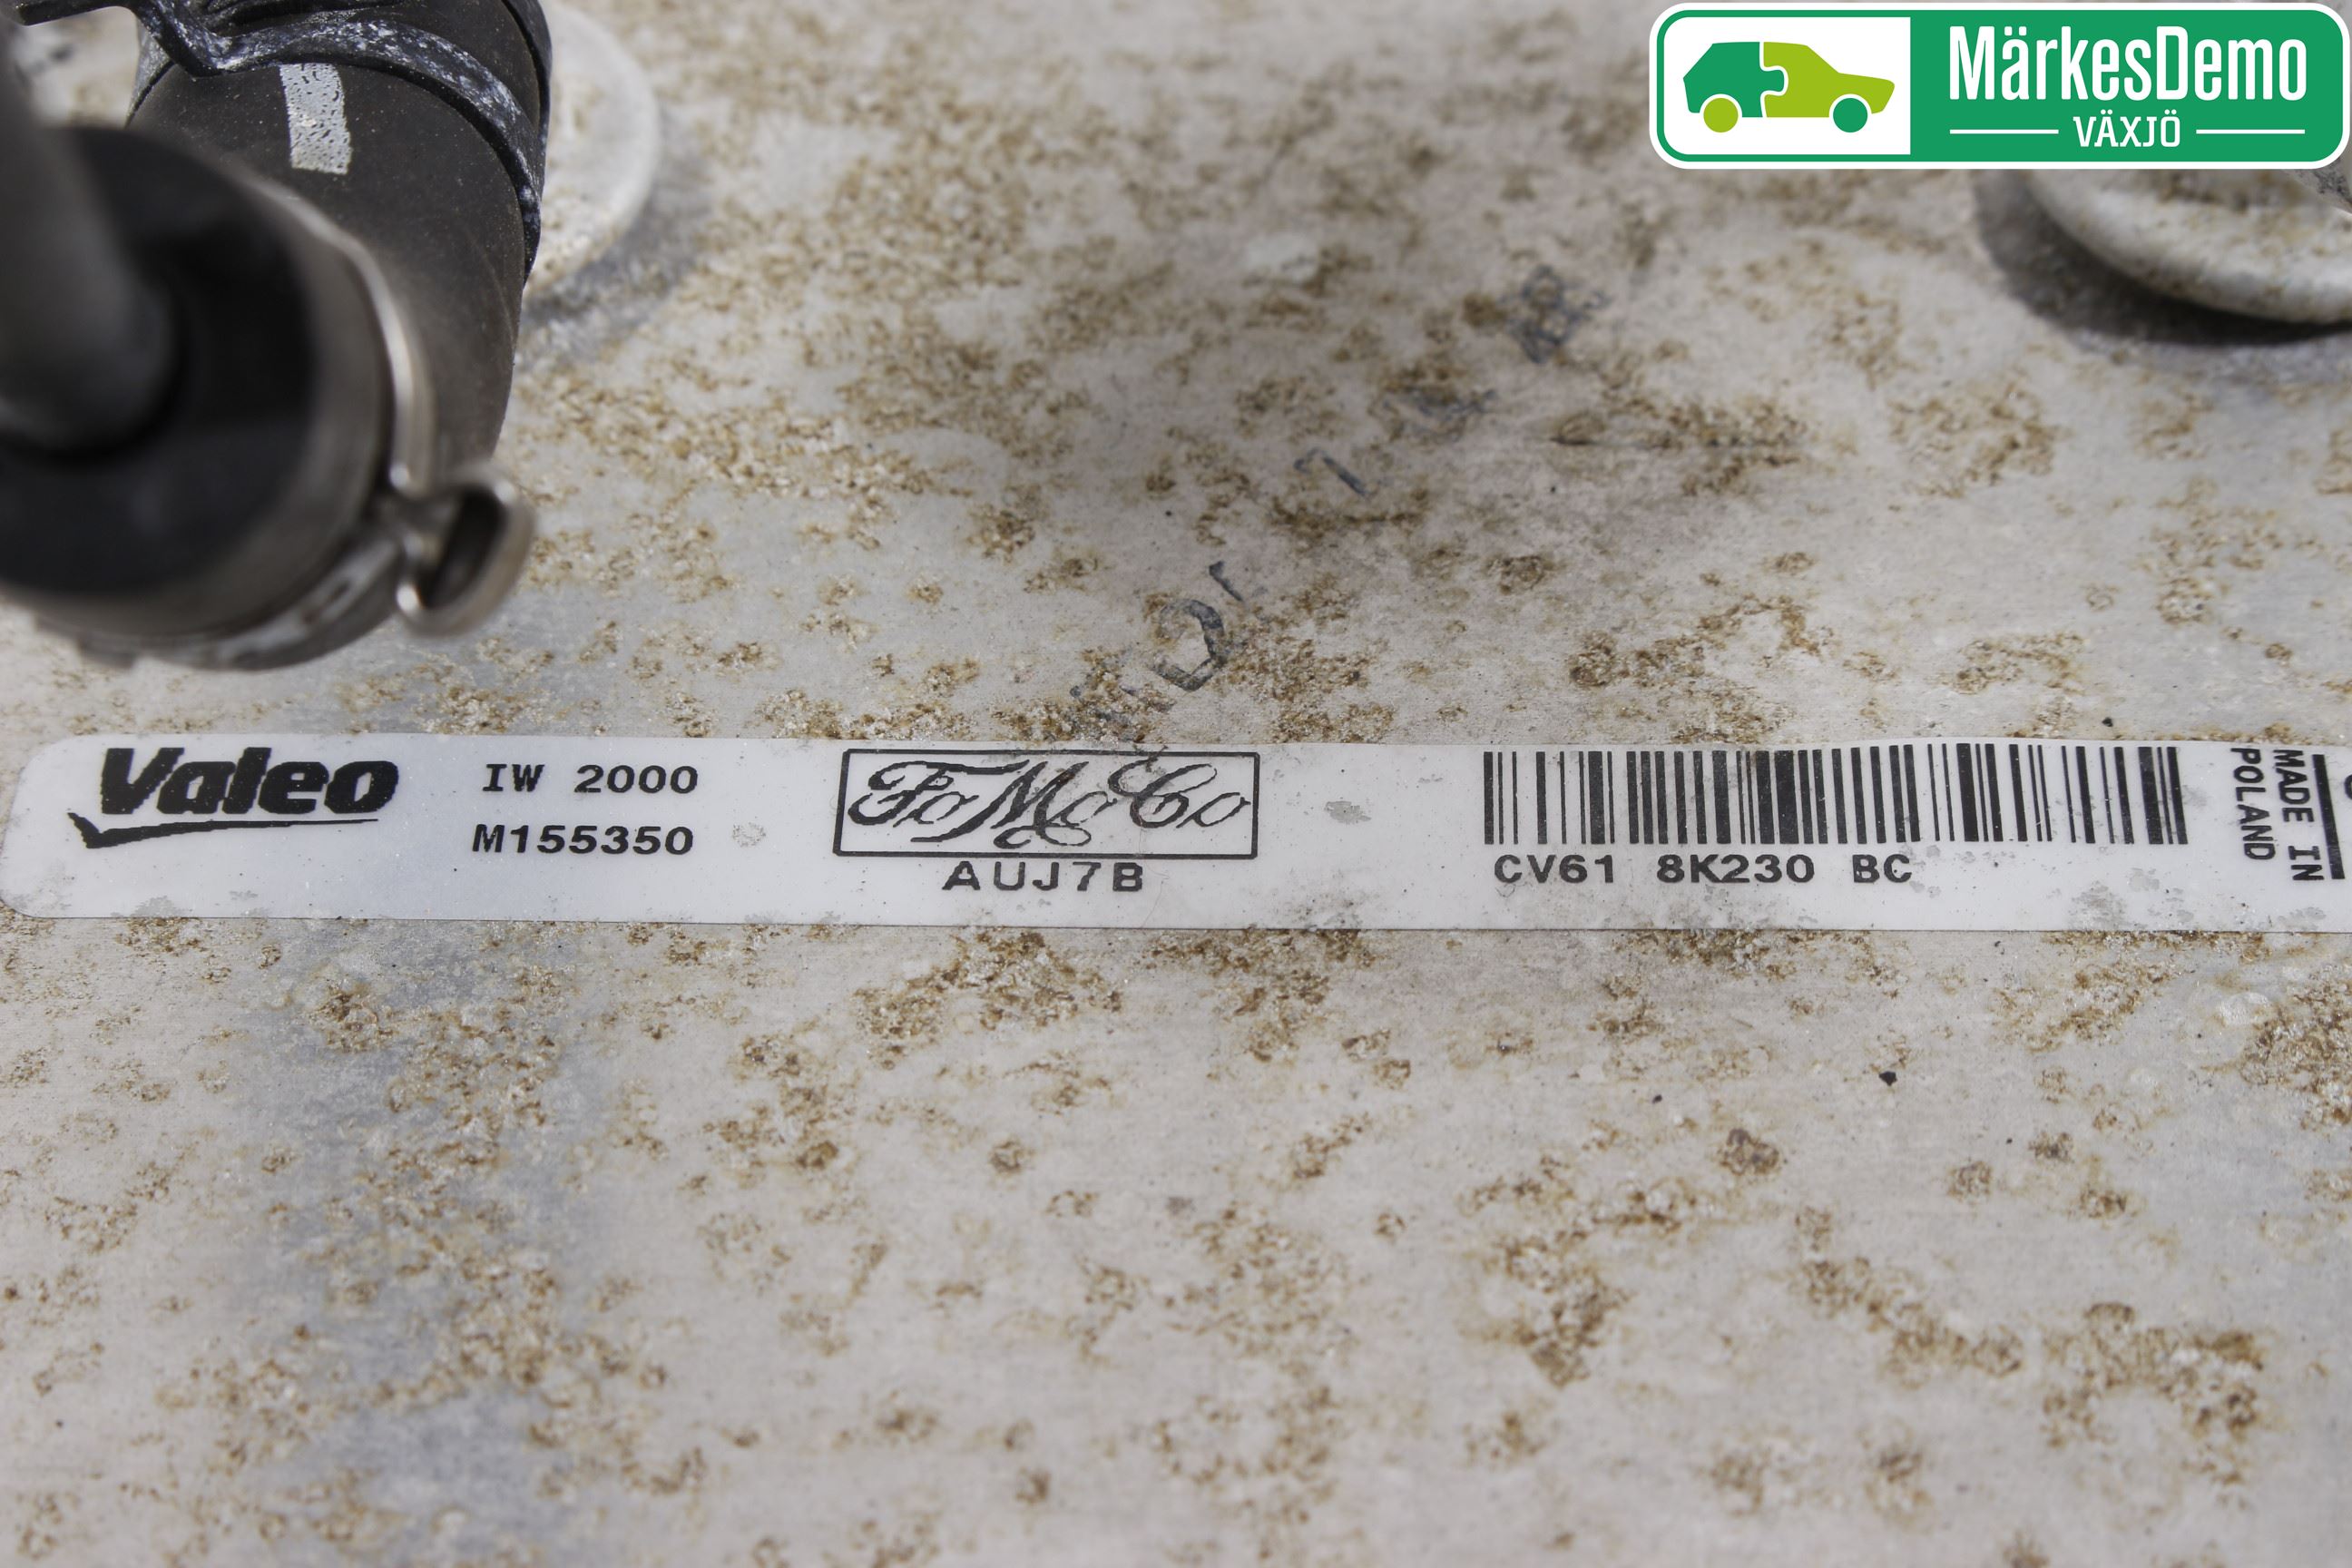 MärkesDemo
VÄXJÖ
Valeo
IW 2000
M155350
FoMoCo
AUJ7B
CV61 8K230 BC
MADE IN
POLAND